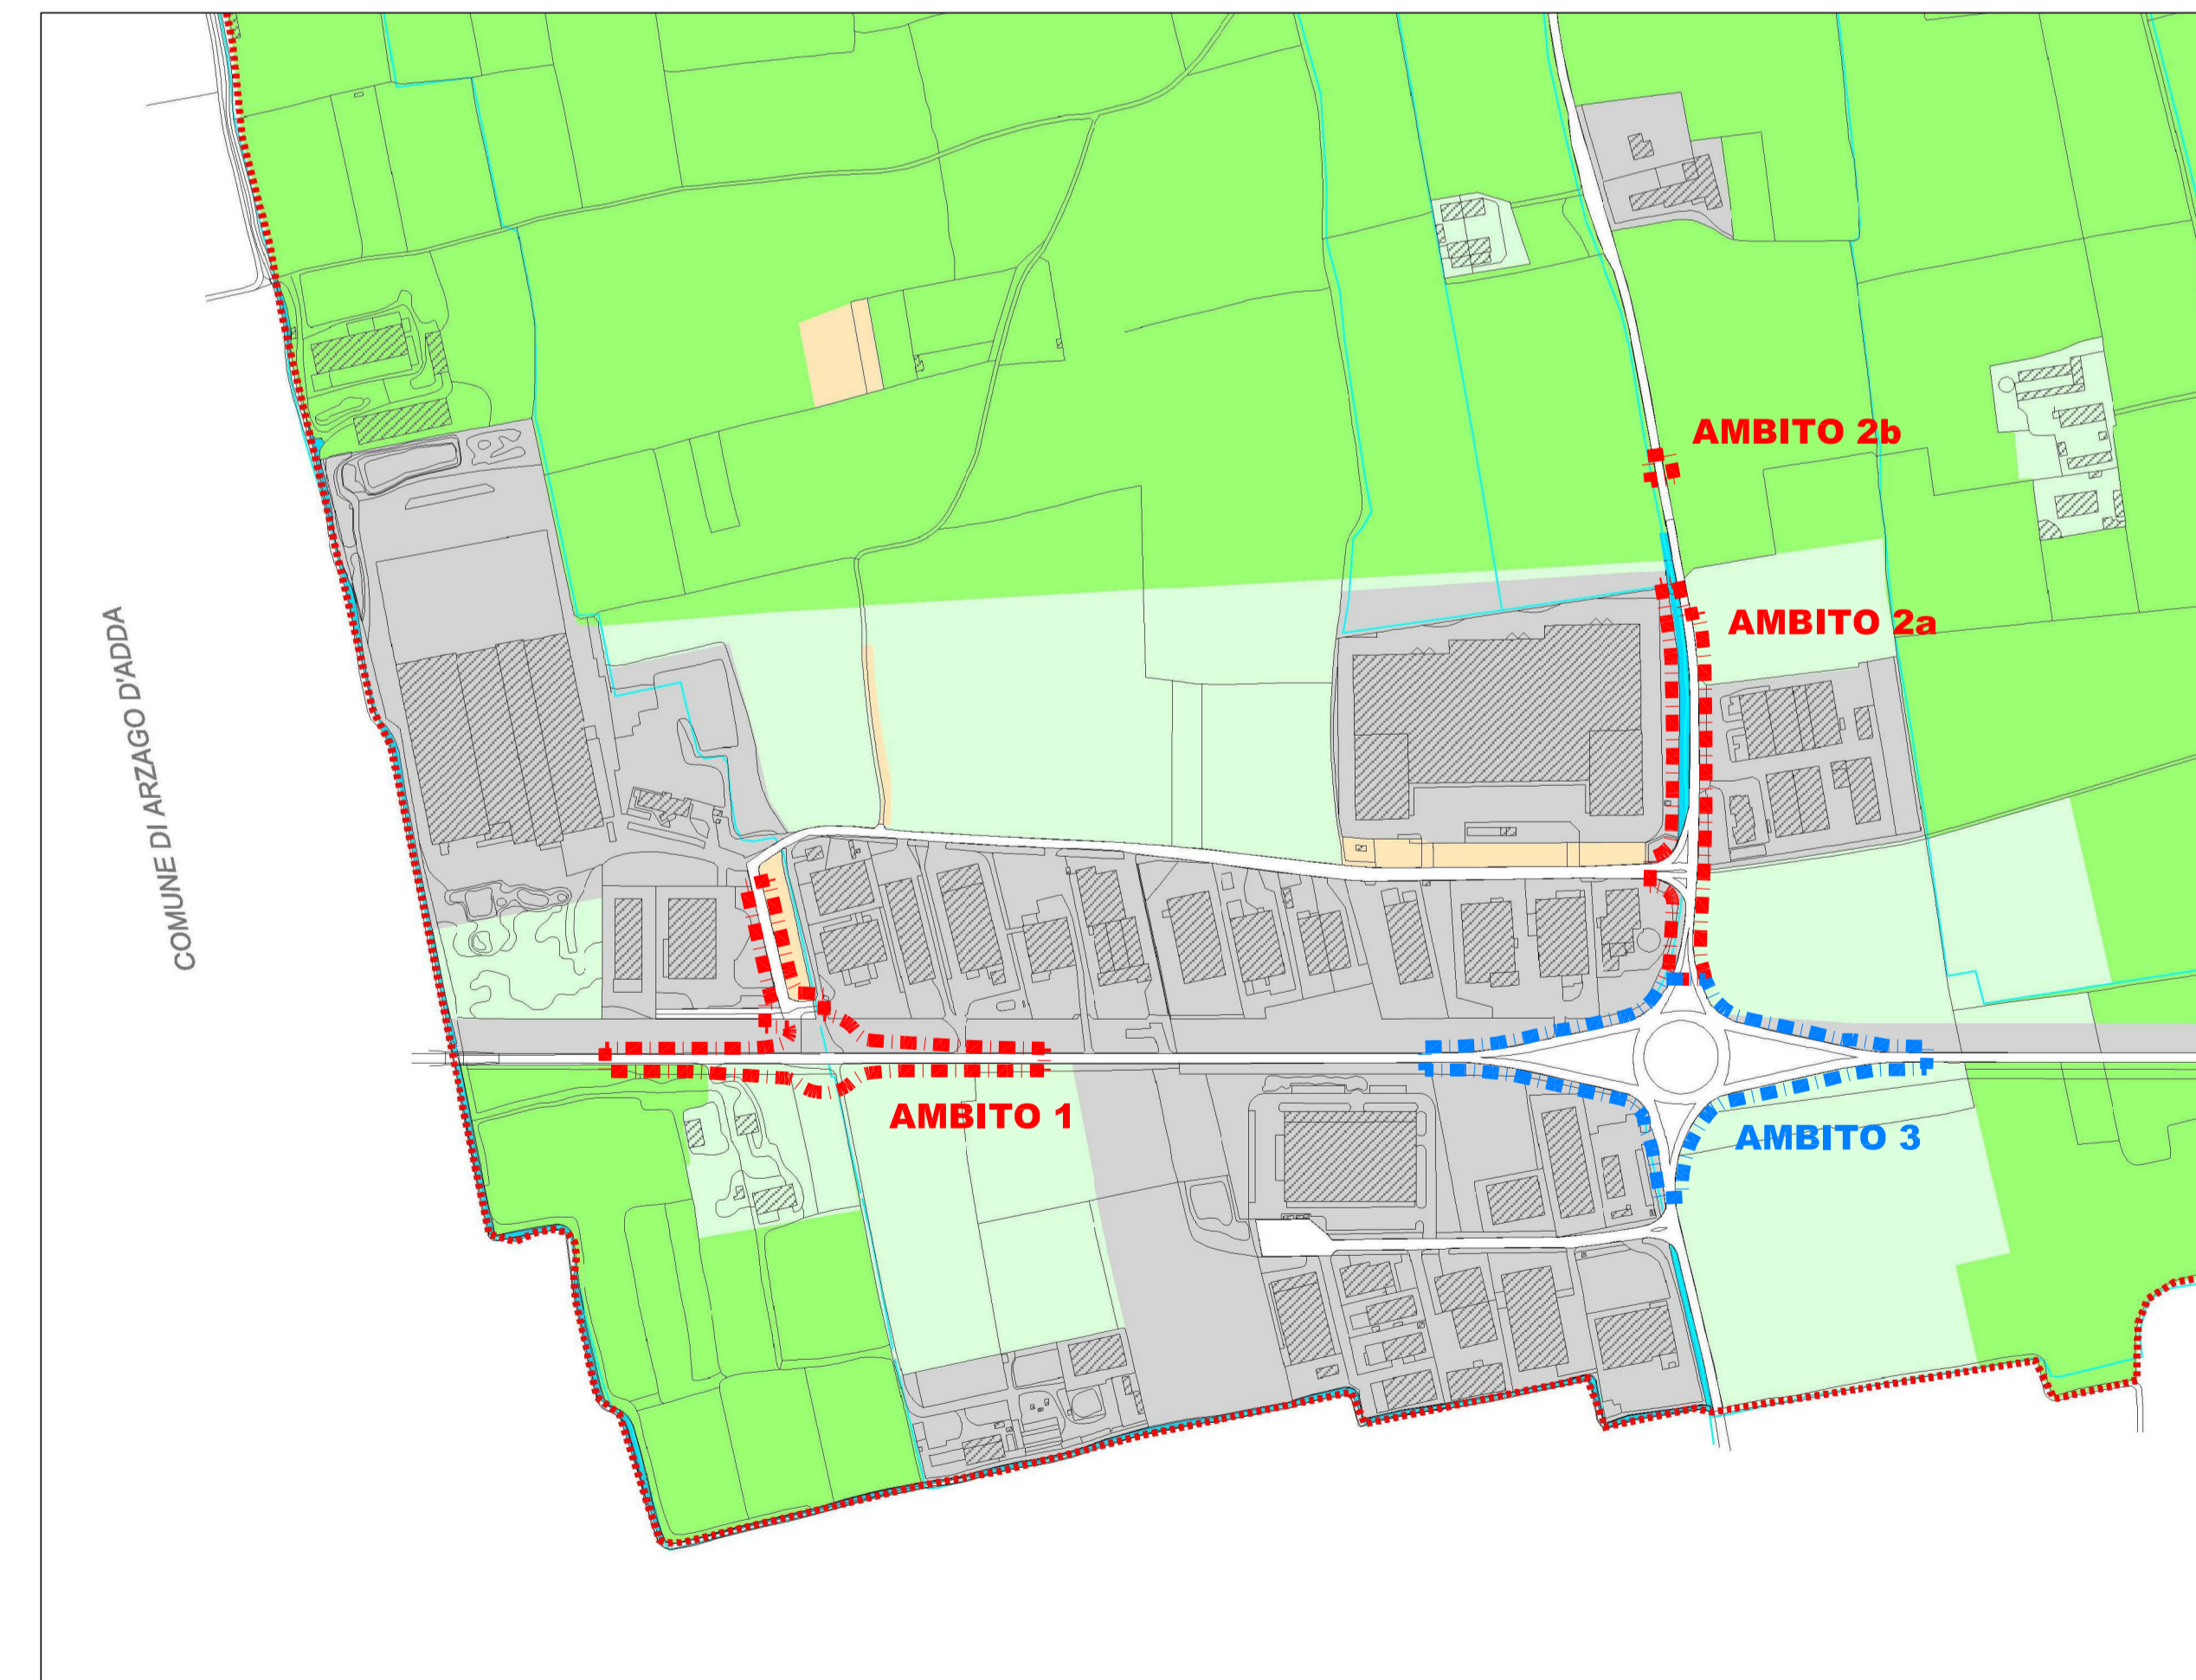 AMBITO 2b
AMBITO 2a
COMUNE DI ARZAGO D'ADDA
AMBITO 1
AMBITO 3